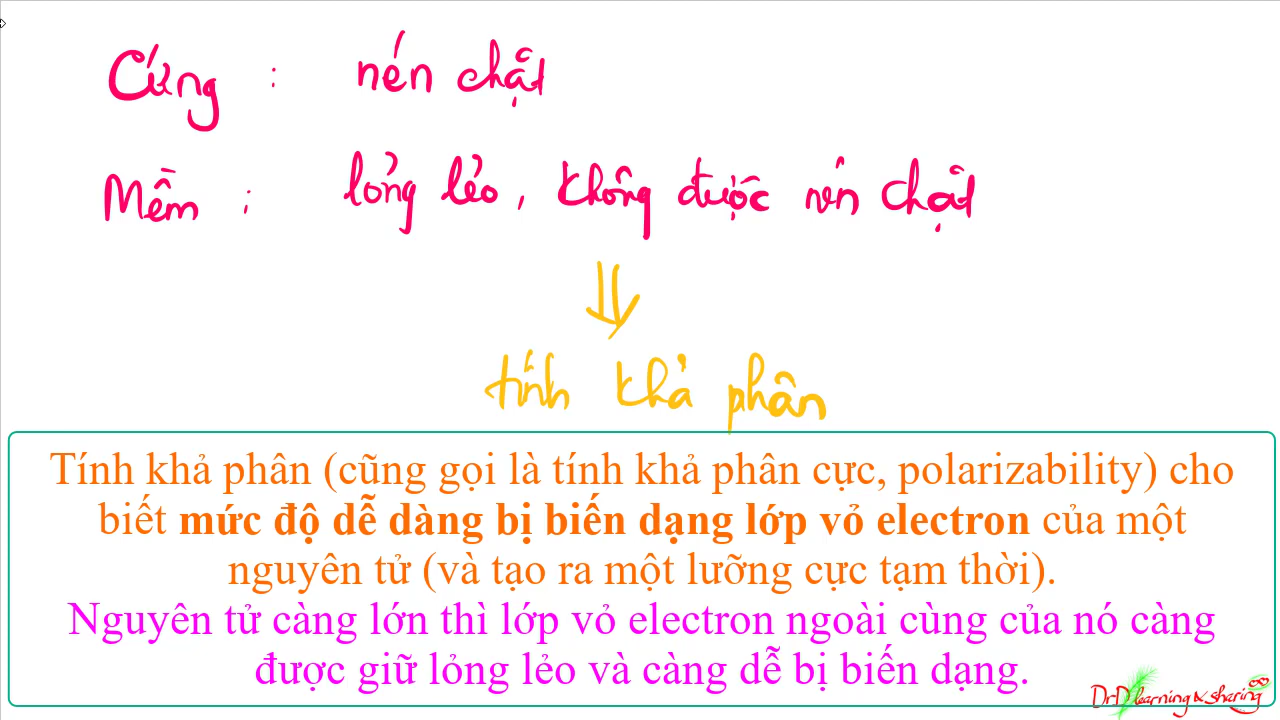 Cứng : nén chặt
Mềm : lỏng lẻo, không được nén chặt
tính khả phân
Tính khả phân (cũng gọi là tính khả phân cực, polarizability) cho
biết mức độ dễ dàng bị biến dạng lớp vỏ electron của một
nguyên tử (và tạo ra một lưỡng cực tạm thời).
Nguyên tử càng lớn thì lớp vỏ electron ngoài cùng của nó càng
được giữ lỏng lẻo và càng dễ bị biến dạng.
DrD learning & sharing